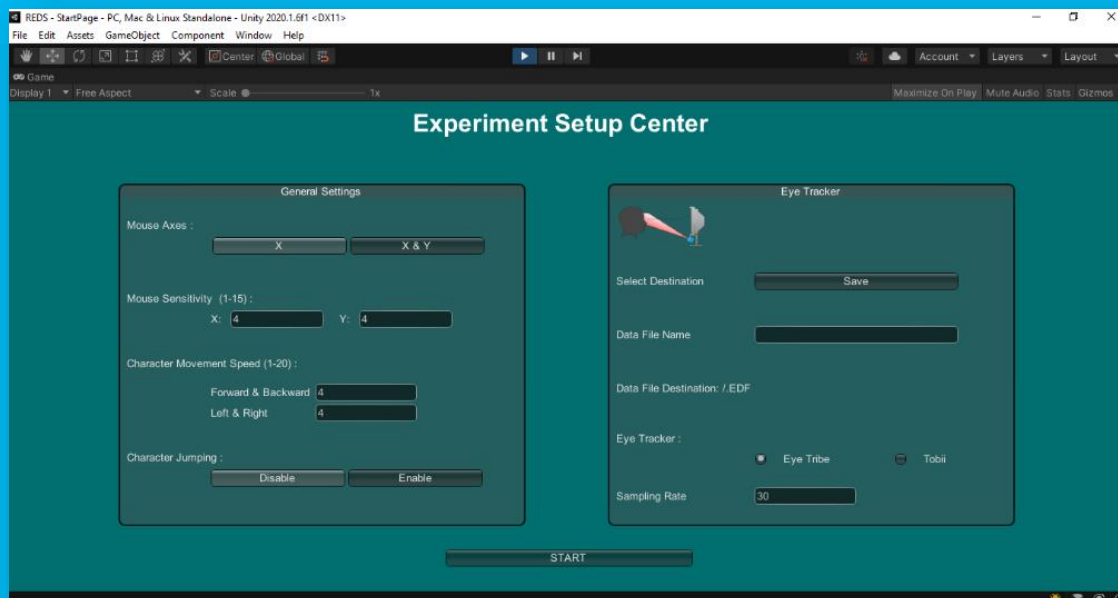 REDS - StartPage - PC, Mac & Linux Standalone - Unity 2020.1.6f1 <DX11>
File Edit Assets GameObject Component Window Help
Center Global Account Layers Layout
Game
Display 1 Free Aspect Scale 1x Maximize On Play Mute Audio Stats Gizmos
Experiment Setup Center
General Settings
Mouse Axes :
X X & Y
Mouse Sensitivity (1-15) :
X: 4 Y: 4
Character Movement Speed (1-20) :
Forward & Backward 4
Left & Right 4
Character Jumping :
Disable Enable
Eye Tracker
Select Destination Save
Data File Name
Data File Destination: /.EDF
Eye Tracker :
Eye Tribe Tobii
Sampling Rate 30
START